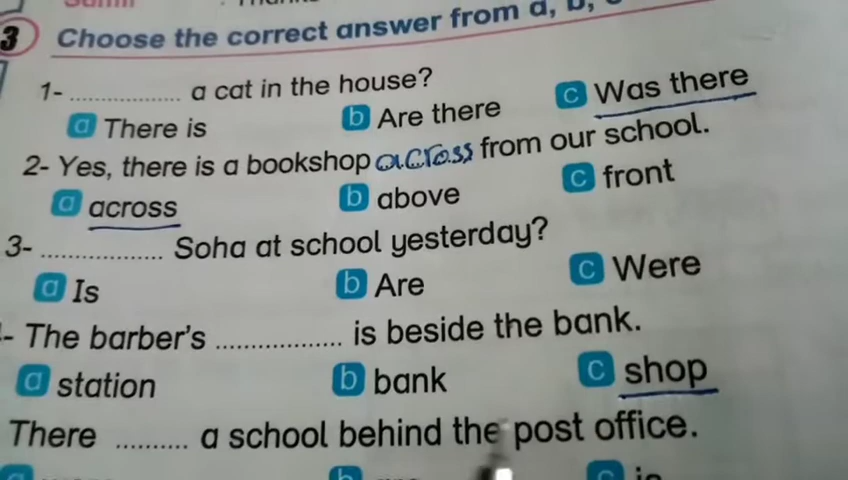 3 Choose the correct answer from a, b,
1- ................ a cat in the house?
a There is b Are there c Was there
2- Yes, there is a bookshop across from our school.
a across b above c front
3- ................ Soha at school yesterday?
a Is b Are c Were
- The barber's ................ is beside the bank.
a station b bank c shop
There .......... a school behind the post office.